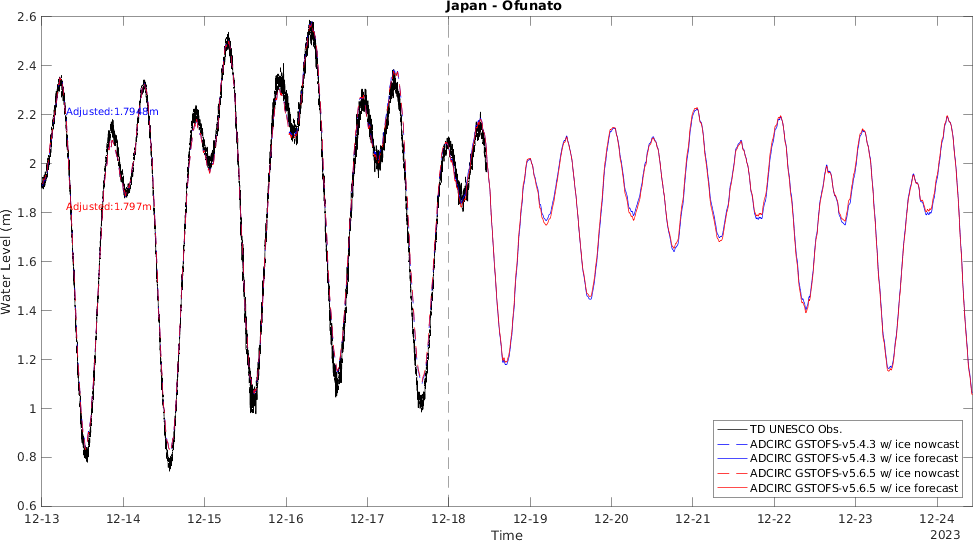 Japan - Ofunato
2.6
2.4
2.2
2
1.8
1.6
1.4
1.2
1
0.8
0.6
Water Level (m)
Adjusted:1.7948m
Adjusted:1.797m
TD UNESCO Obs.
ADCIRC GSTOFS-v5.4.3 w/ ice nowcast
ADCIRC GSTOFS-v5.4.3 w/ ice forecast
ADCIRC GSTOFS-v5.6.5 w/ ice nowcast
ADCIRC GSTOFS-v5.6.5 w/ ice forecast
12-13 12-14 12-15 12-16 12-17 12-18 12-19 12-20 12-21 12-22 12-23 12-24
Time
2023